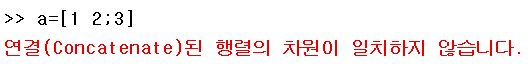 >> a=[1 2;3]
연결(Concatenate)된 행렬의 차원이 일치하지 않습니다.